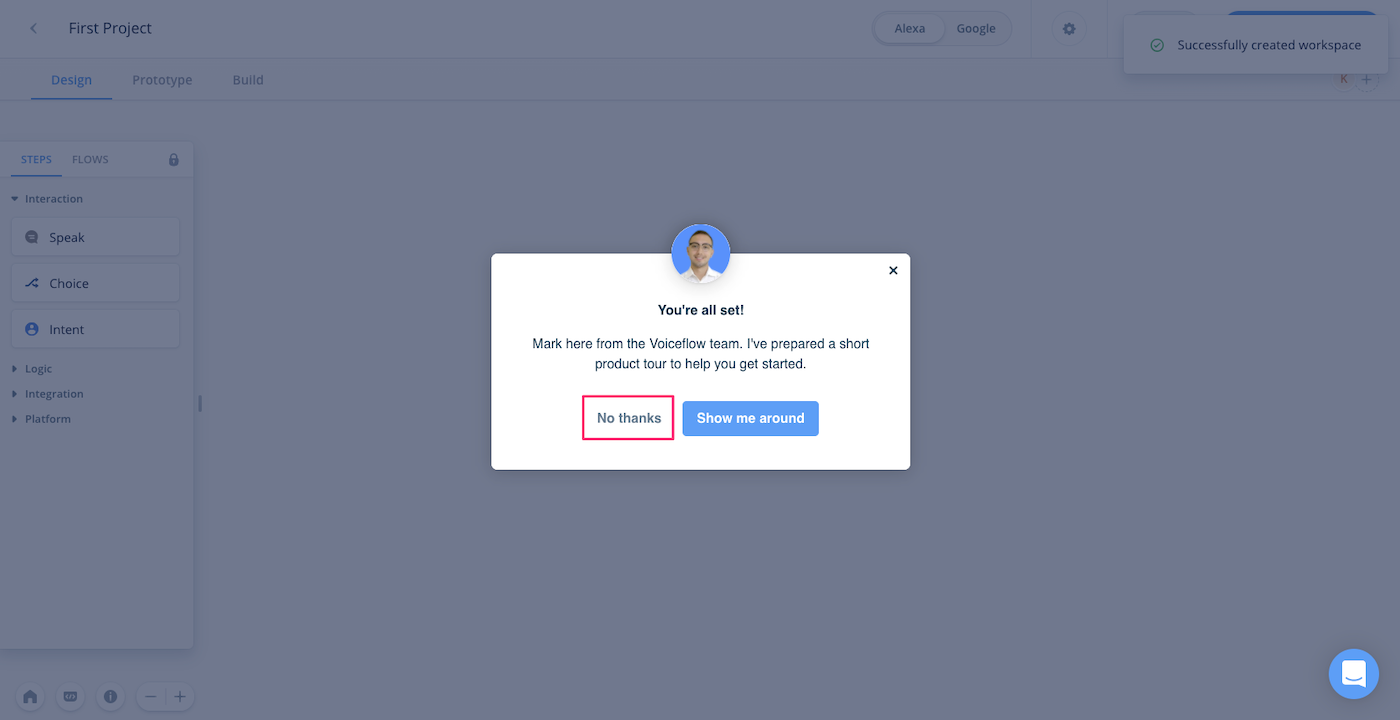 First Project
Alexa
Google
Successfully created workspace
Design
Prototype
Build
K
STEPS
FLOWS
Interaction
Speak
Choice
Intent
Logic
Integration
Platform
You're all set!
Mark here from the Voiceflow team. I've prepared a short
product tour to help you get started.
No thanks
Show me around